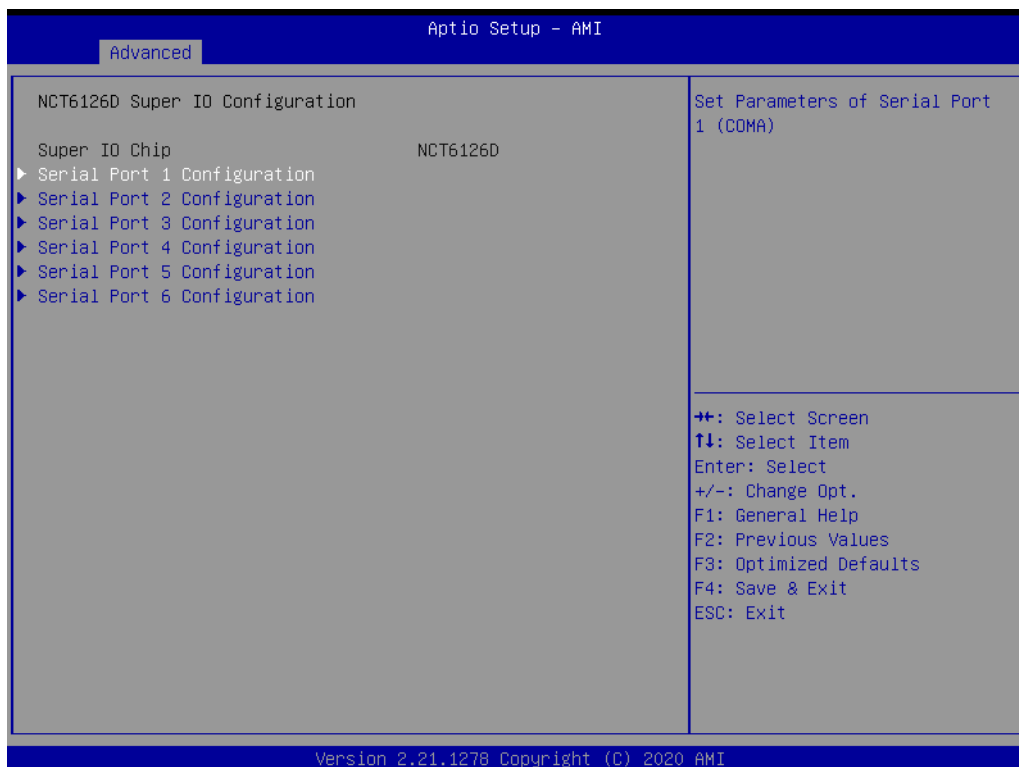 Aptio Setup – AMI
Advanced
NCT6126D Super IO Configuration
Super IO Chip NCT6126D
▶ Serial Port 1 Configuration
▶ Serial Port 2 Configuration
▶ Serial Port 3 Configuration
▶ Serial Port 4 Configuration
▶ Serial Port 5 Configuration
▶ Serial Port 6 Configuration
Set Parameters of Serial Port
1 (COMA)
→←: Select Screen
↑↓: Select Item
Enter: Select
+/-: Change Opt.
F1: General Help
F2: Previous Values
F3: Optimized Defaults
F4: Save & Exit
ESC: Exit
Version 2.21.1278 Copyright (C) 2020 AMI